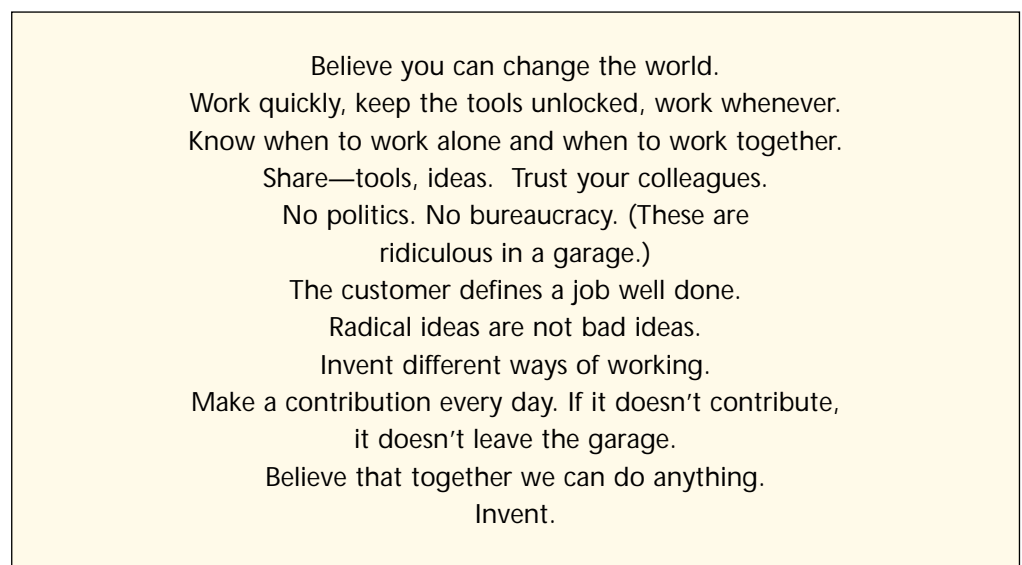 Believe you can change the world.
Work quickly, keep the tools unlocked, work whenever.
Know when to work alone and when to work together.
Share—tools, ideas.  Trust your colleagues.
No politics. No bureaucracy. (These are
ridiculous in a garage.)
The customer defines a job well done.
Radical ideas are not bad ideas.
Invent different ways of working.
Make a contribution every day. If it doesn’t contribute,
it doesn’t leave the garage.
Believe that together we can do anything.
Invent.